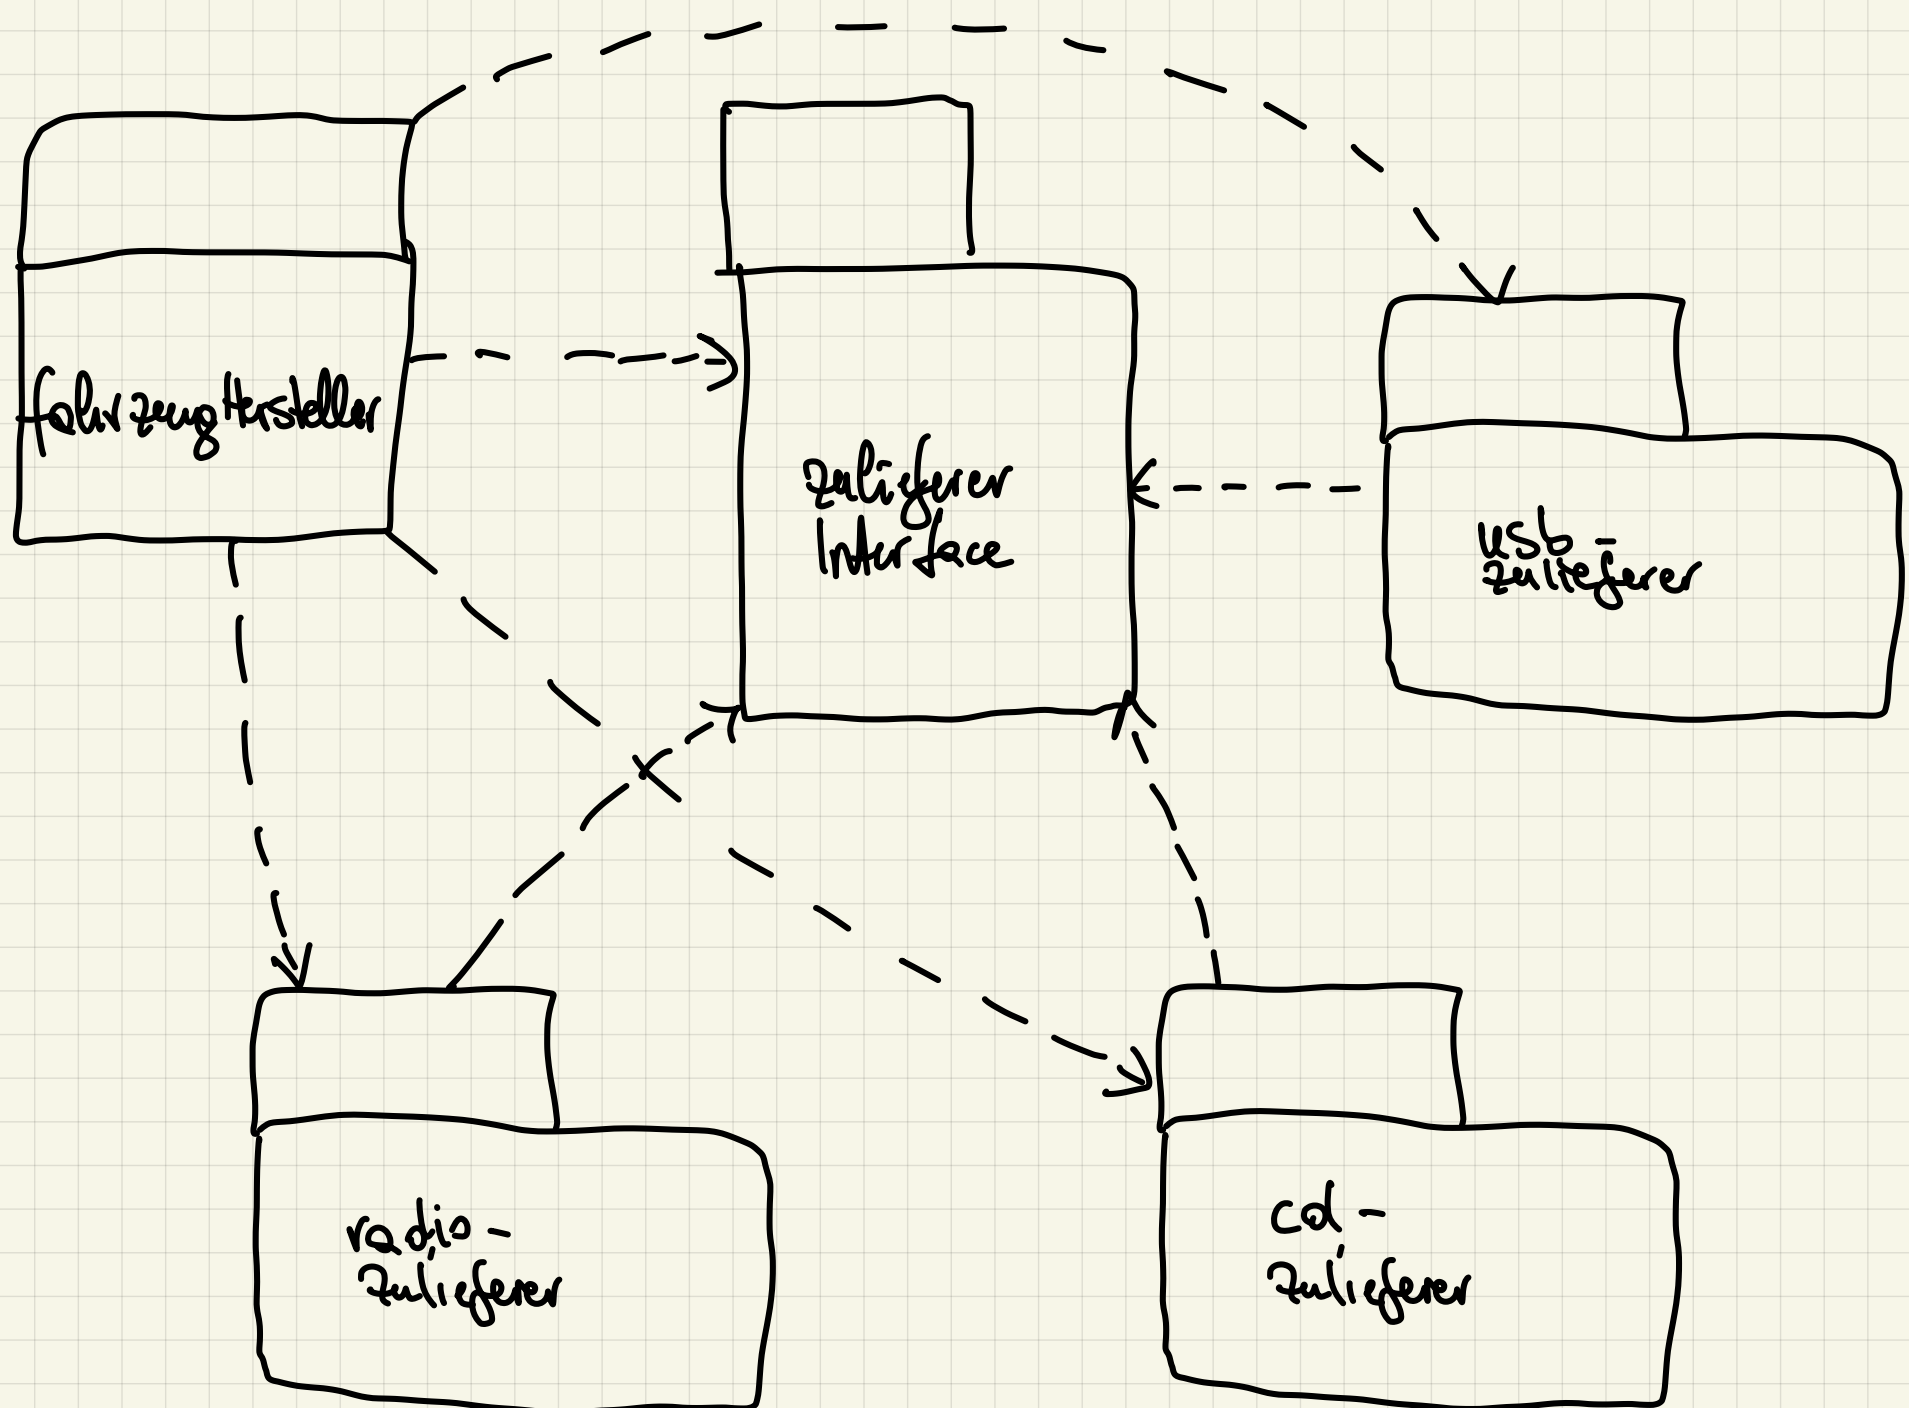 fahrzeugHersteller
zulieferer
Interface
usb -
zulieferer
radio -
zulieferer
cd -
zulieferer